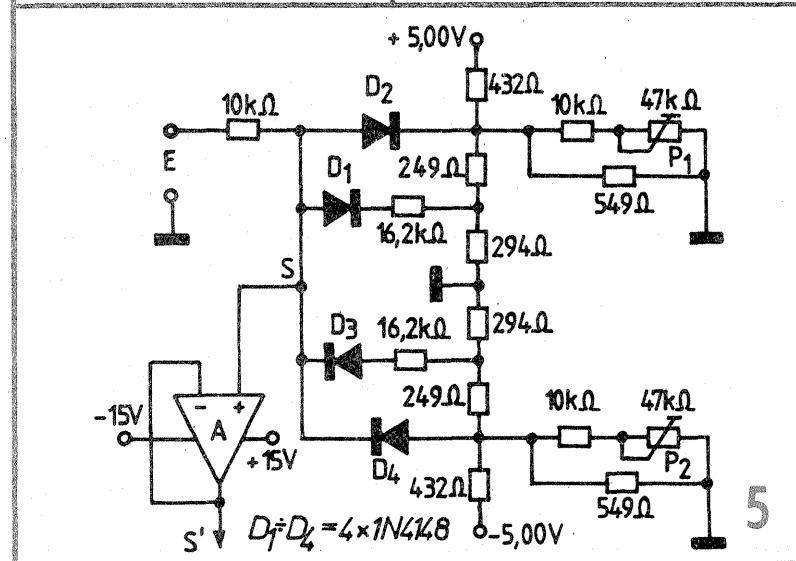 + 5,00V
432Ω
10kΩ
D2
10kΩ
47kΩ
E
249Ω
P1
D1
549Ω
16,2kΩ
294Ω
S
294Ω
D3
16,2kΩ
249Ω
10kΩ
47kΩ
-15V
- +
A
+15V
D4
432Ω
P2
549Ω
S'
D1÷D4 = 4×1N4148
-5,00V
5